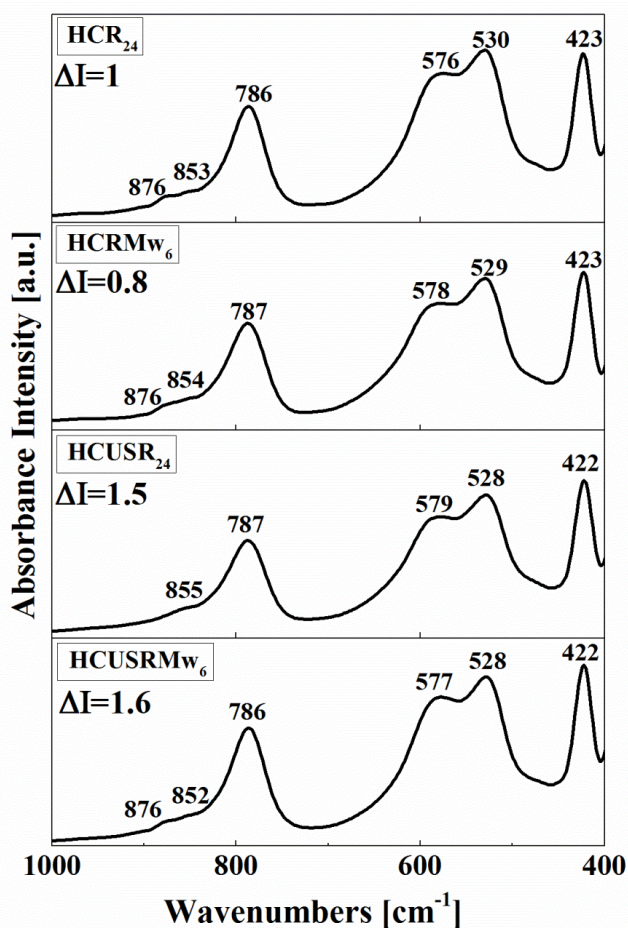 Absorbance Intensity [a.u.]
HCR24
ΔI=1
876
853
786
576
530
423
HCRMw6
ΔI=0.8
876
854
787
578
529
423
HCUSR24
ΔI=1.5
855
787
579
528
422
HCUSRMw6
ΔI=1.6
876
852
786
577
528
422
1000 800 600 400
Wavenumbers [cm-1]